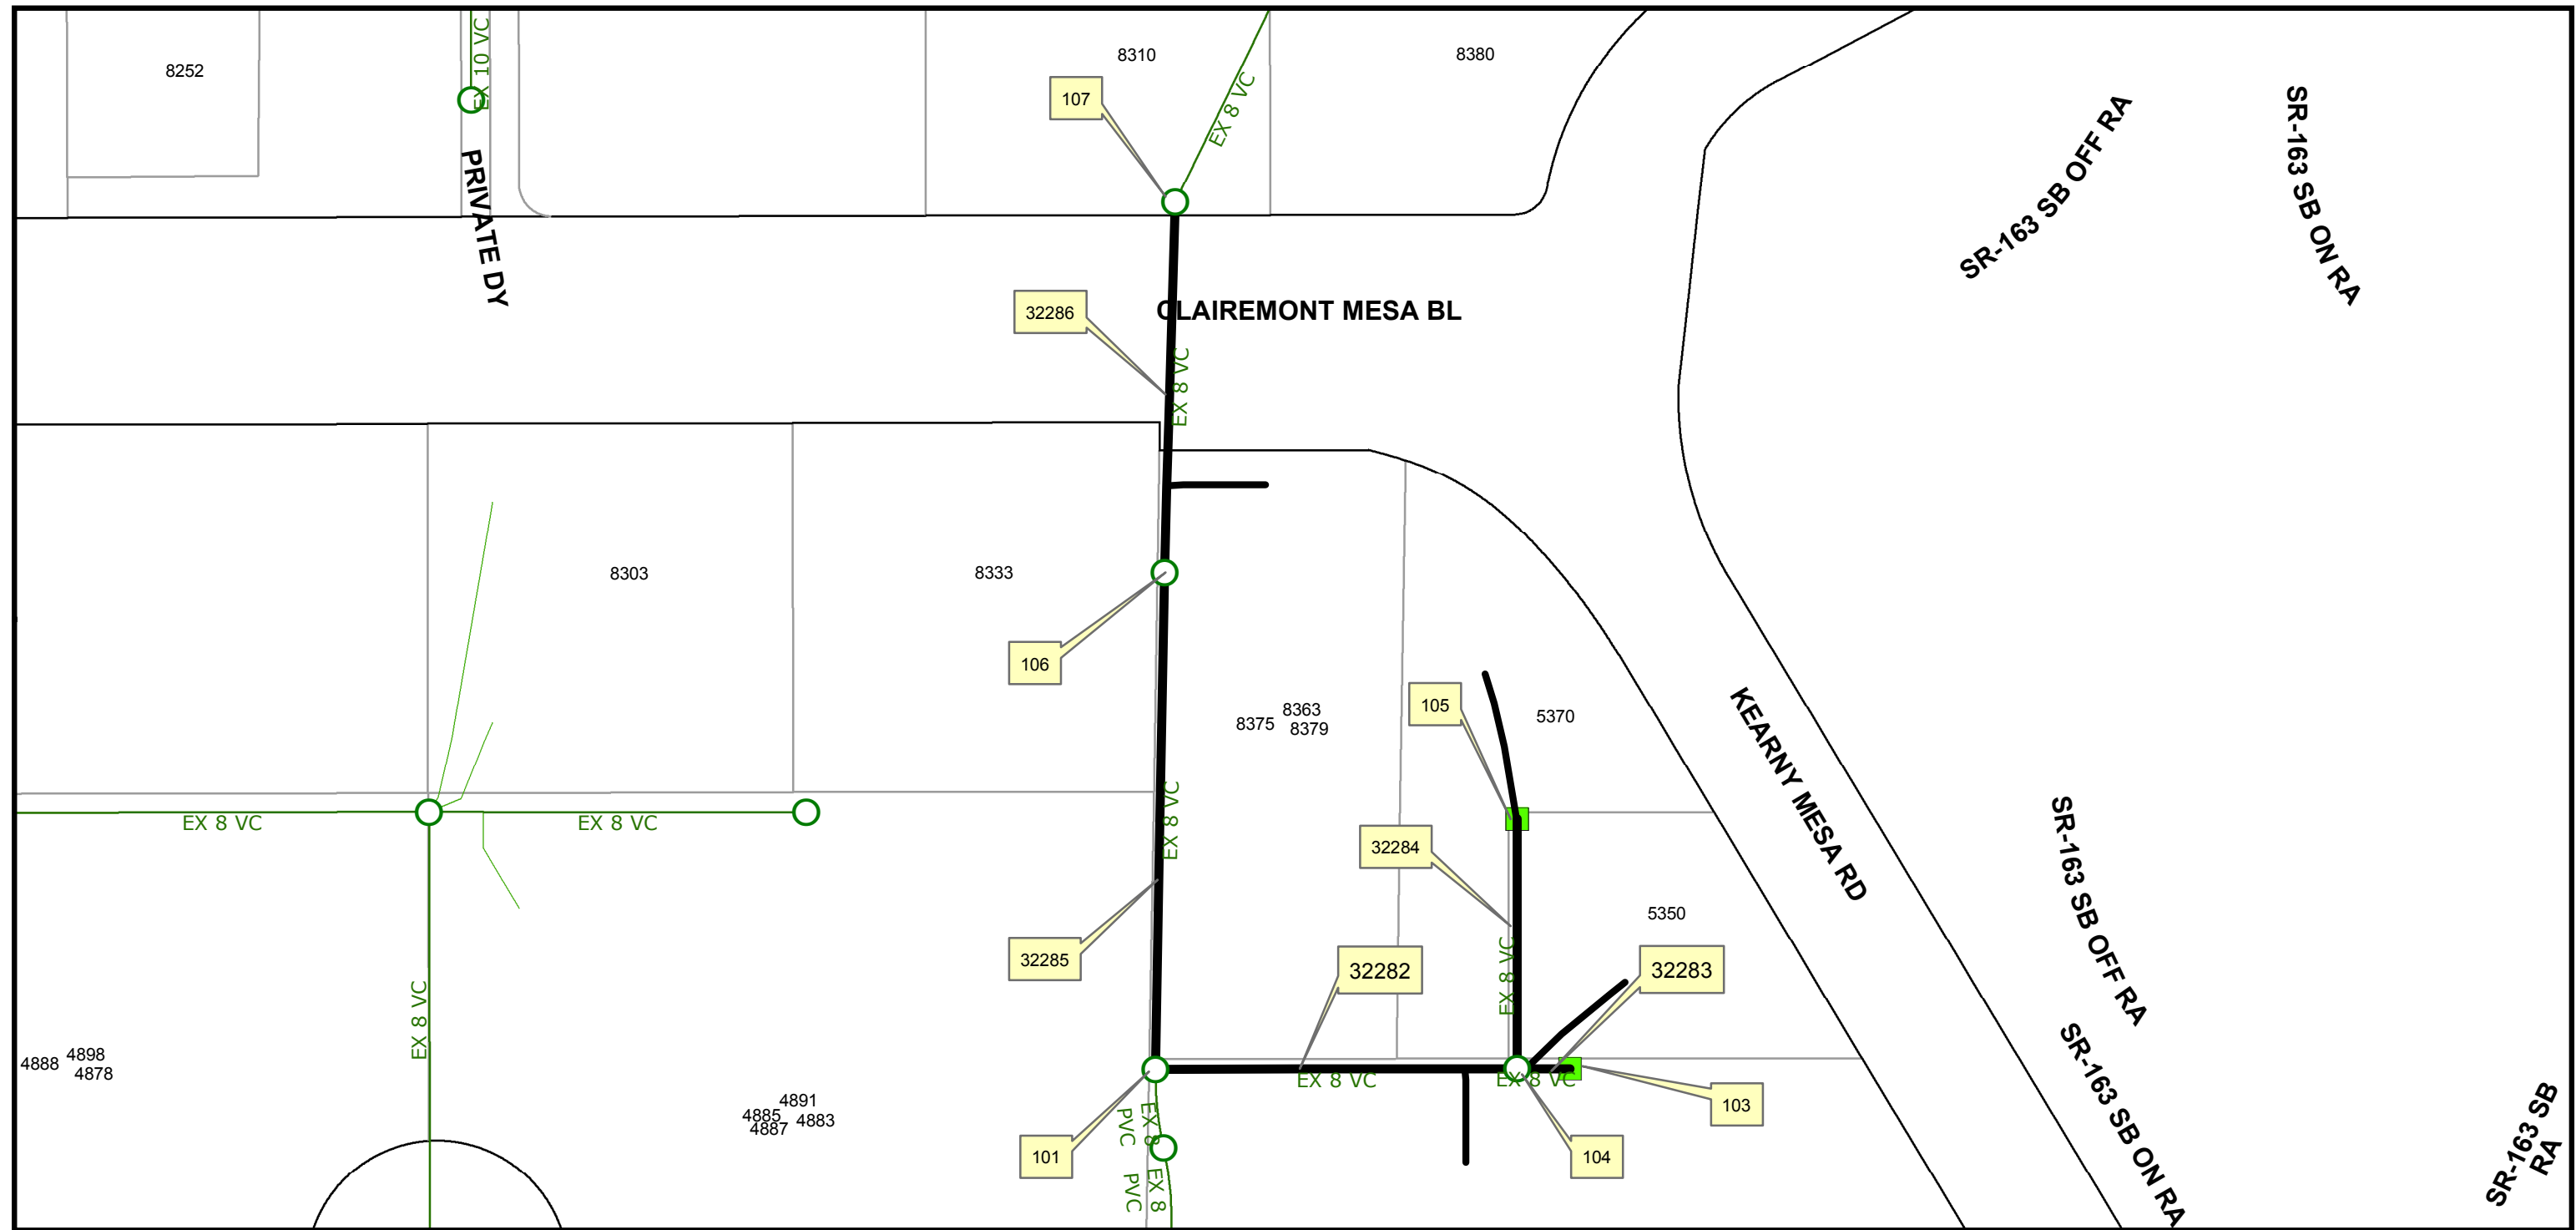 8252
EX 10 VC
8310
8380
107
EX 8 VC
PRIVATE DY
SR-163 SB OFF RA
SR-163 SB ON RA
32286
CLAIREMONT MESA BL
EX 8 VC
8303
8333
106
8363
8375
8379
105
5370
KEARNY MESA RD
EX 8 VC
EX 8 VC
EX 8 VC
32284
SR-163 SB OFF RA
5350
32285
32282
32283
EX 8 VC
EX 8 VC
4888
4898
4878
EX 8 VC
EX 8 VC
SR-163 SB ON RA
103
4891
4885
4883
4887
EX 8
PVC
101
104
EX 8
PVC
SR-163 SB
RA